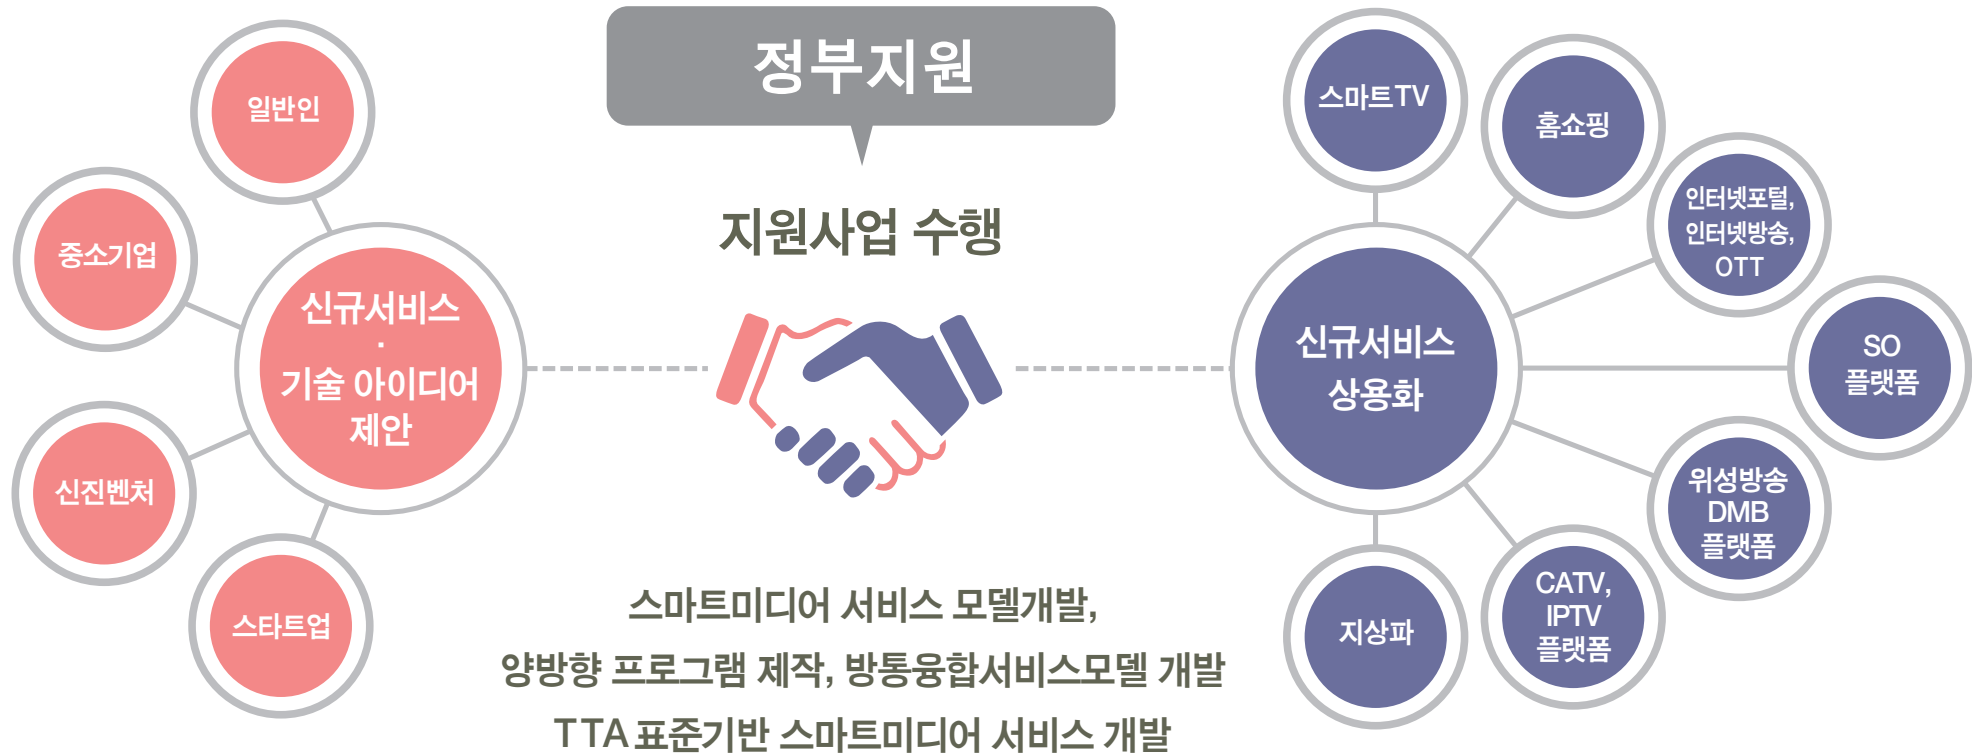 정부지원
지원사업 수행
일반인
중소기업
신진벤처
스타트업
신규서비스
·
기술 아이디어
제안
스마트미디어 서비스 모델개발,
양방향 프로그램 제작, 방통융합서비스모델 개발
TTA 표준기반 스마트미디어 서비스 개발
신규서비스
상용화
스마트TV
홈쇼핑
인터넷포털,
인터넷방송,
OTT
SO
플랫폼
위성방송
DMB
플랫폼
CATV,
IPTV
플랫폼
지상파